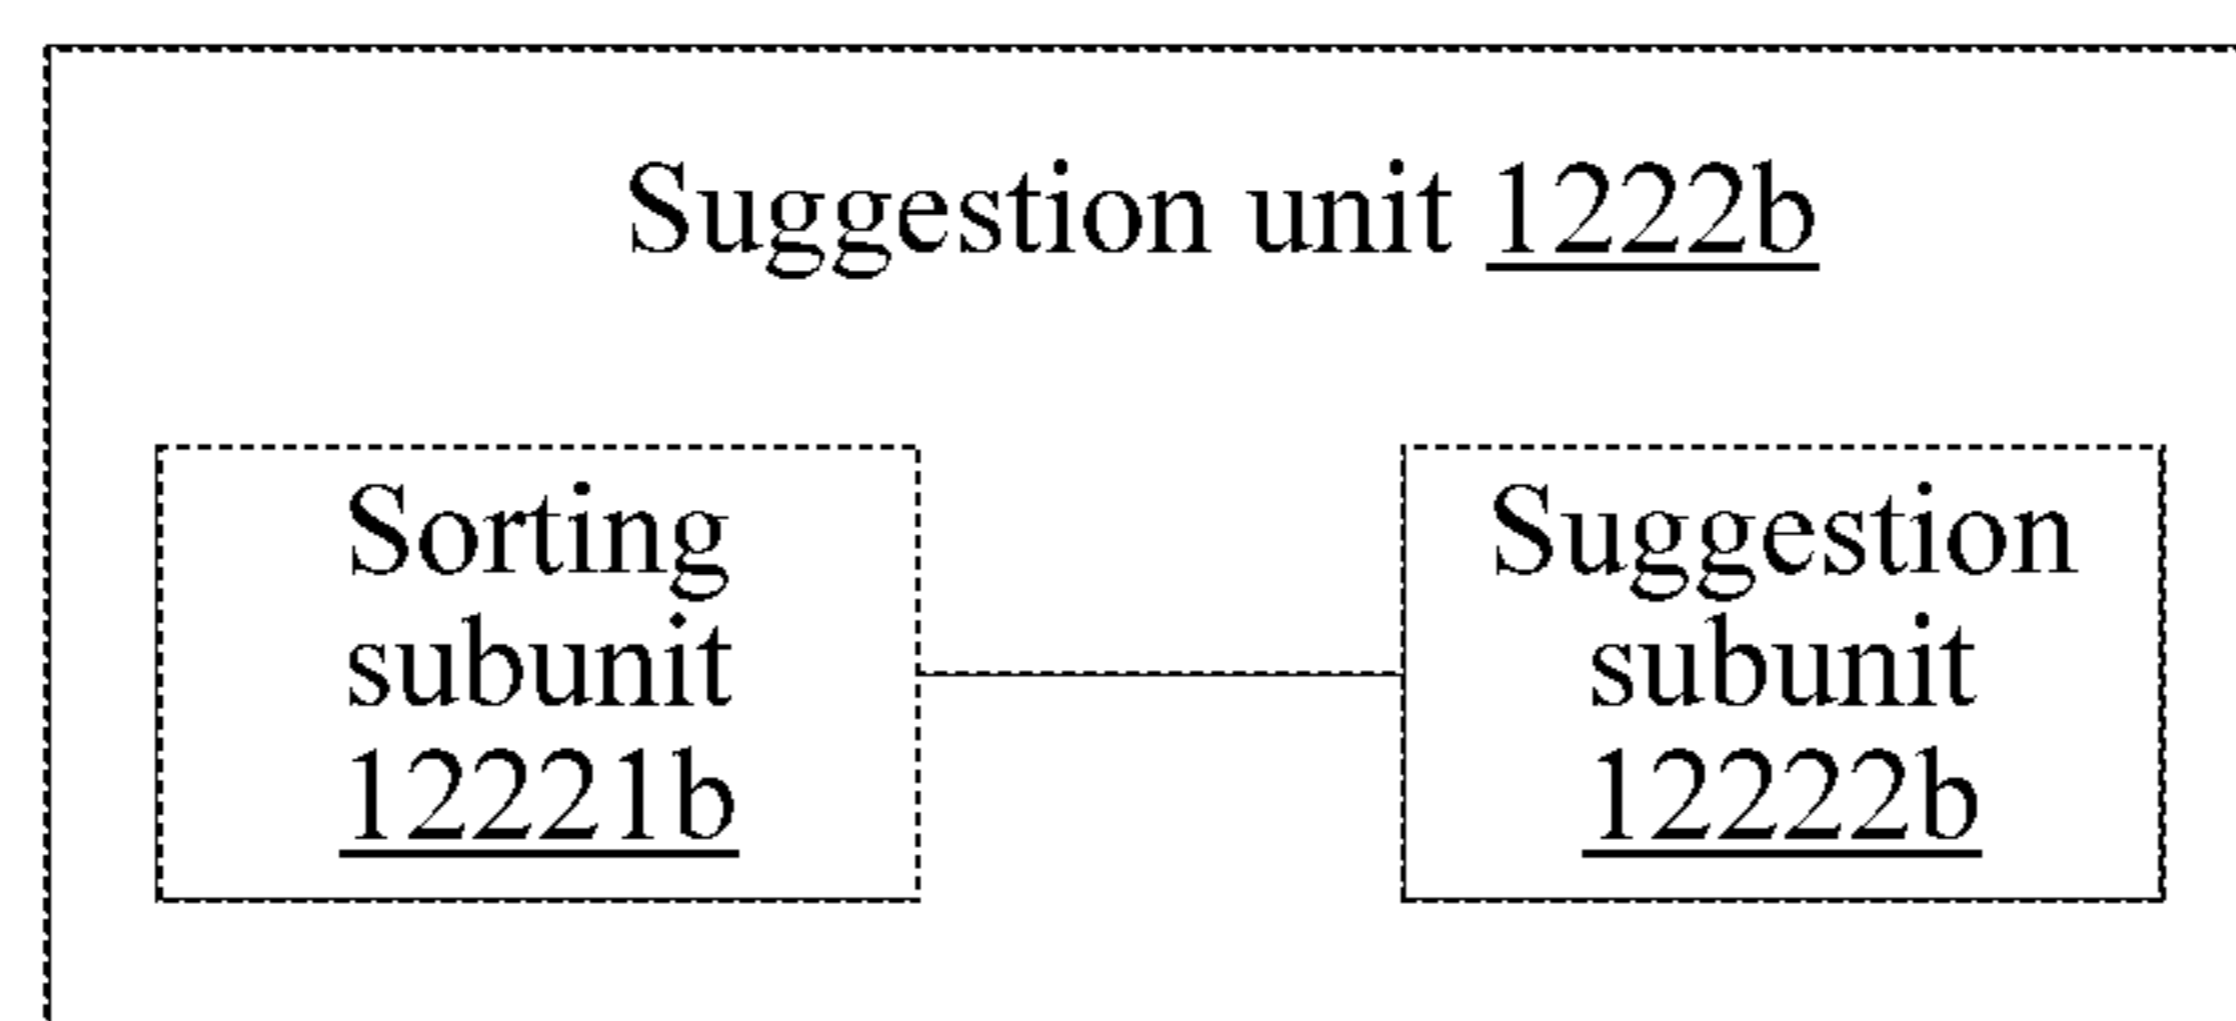 Suggestion unit 1222b
Sorting
subunit
12221b
Suggestion
subunit
12222b